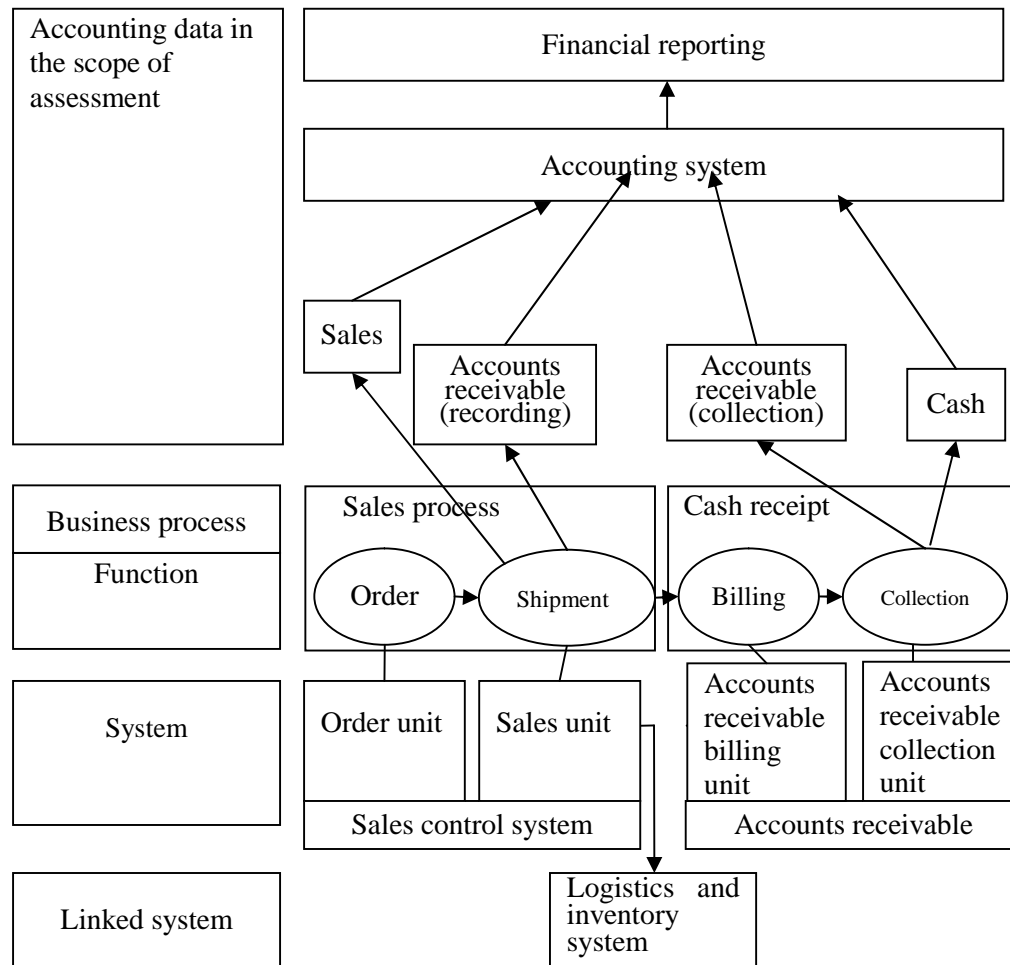 Accounting data in
the scope of
assessment
Financial reporting
Accounting system
Sales
Accounts
receivable
(recording)
Accounts
receivable
(collection)
Cash
Business process
Function
Sales process
Cash receipt
Order
Shipment
Billing
Collection
System
Order unit
Sales unit
Accounts
receivable
billing
unit
Accounts
receivable
collection
unit
Sales control system
Accounts receivable
Linked system
Logistics and
inventory
system